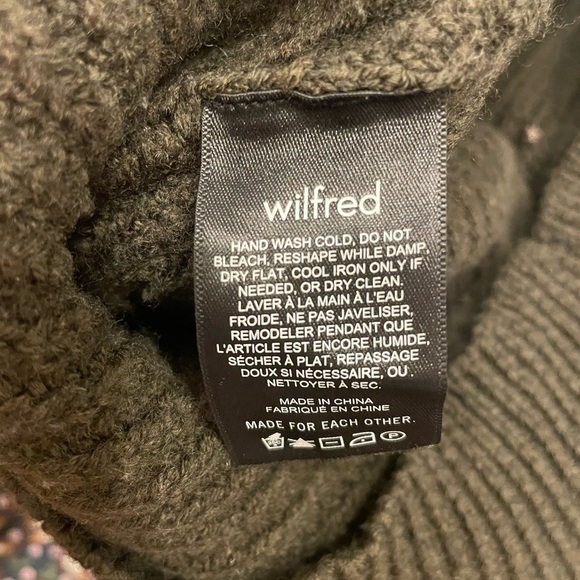 wilfred
HAND WASH COLD, DO NOT
BLEACH, RESHAPE WHILE DAMP.
DRY FLAT, COOL IRON ONLY IF
NEEDED, OR DRY CLEAN.
LAVER À LA MAIN À L'EAU
FROIDE, NE PAS JAVELISER,
REMODELER PENDANT QUE
L'ARTICLE EST ENCORE HUMIDE,
SÉCHER À PLAT, REPASSAGE
DOUX SI NÉCESSAIRE, OU
NETTOYER À SEC.
MADE IN CHINA
FABRIQUÉ EN CHINE
MADE FOR EACH OTHER.
P